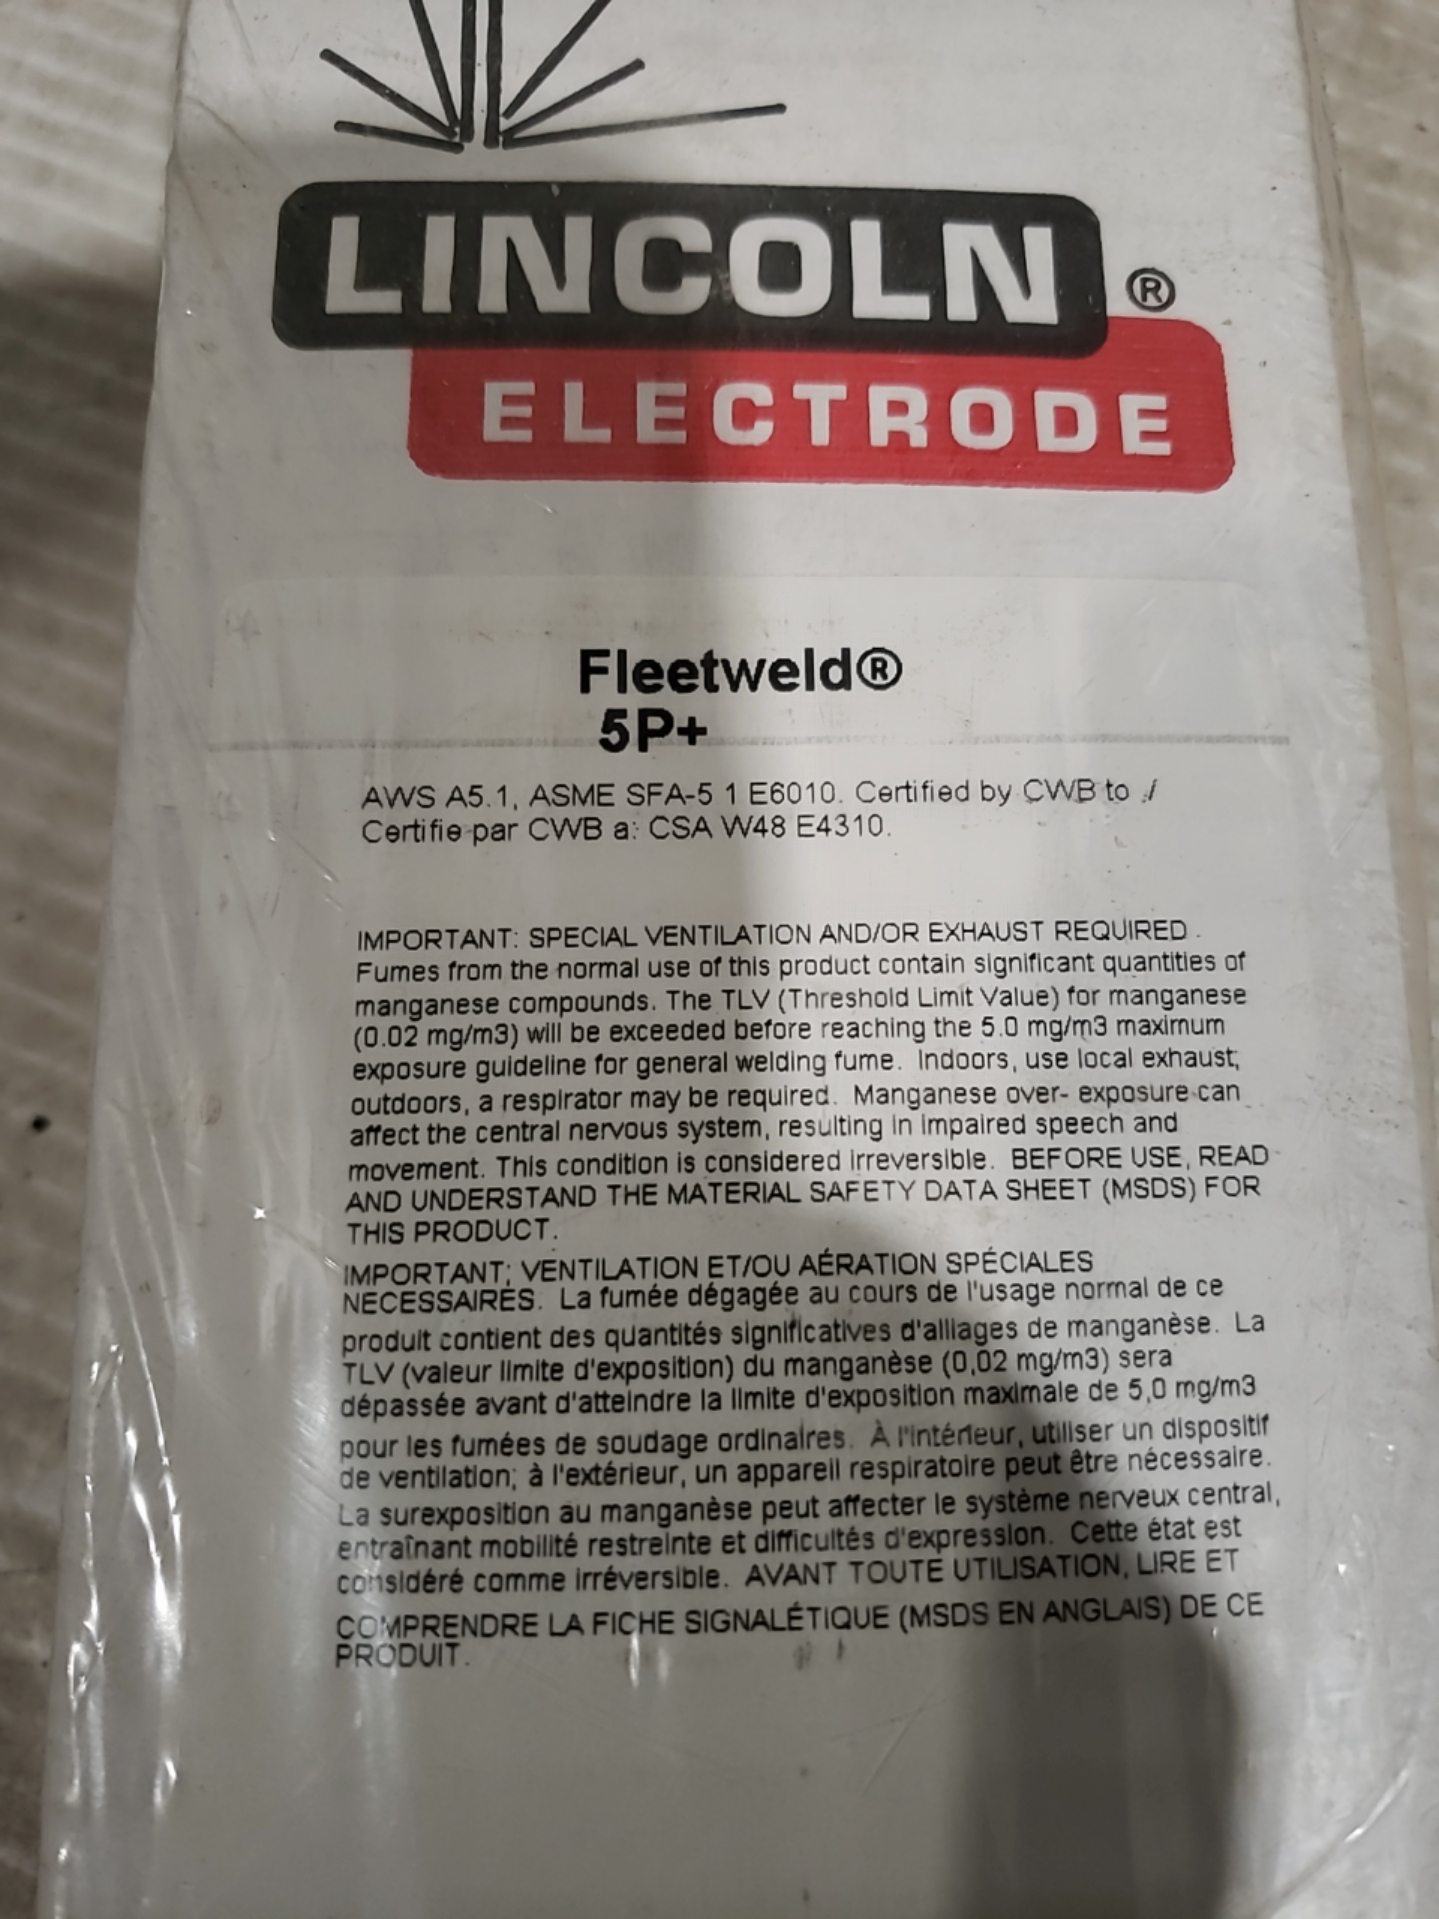 LINCOLN ®
ELECTRODE
Fleetweld®
5P+
AWS A5.1, ASME SFA-5 1 E6010. Certified by CWB to /
Certifie par CWB a: CSA W48 E4310.
IMPORTANT: SPECIAL VENTILATION AND/OR EXHAUST REQUIRED.
Fumes from the normal use of this product contain significant quantities of
manganese compounds. The TLV (Threshold Limit Value) for manganese
(0.02 mg/m3) will be exceeded before reaching the 5.0 mg/m3 maximum
exposure guideline for general welding fume. Indoors, use local exhaust;
outdoors, a respirator may be required. Manganese over- exposure can
affect the central nervous system, resulting in impaired speech and
movement. This condition is considered irreversible. BEFORE USE, READ
AND UNDERSTAND THE MATERIAL SAFETY DATA SHEET (MSDS) FOR
THIS PRODUCT.
IMPORTANT: VENTILATION ET/OU AÉRATION SPÉCIALES
NECESSAIRES. La fumée dégagée au cours de l'usage normal de ce
produit contient des quantités significatives d'alliages de manganèse. La
TLV (valeur limite d'exposition) du manganèse (0,02 mg/m3) sera
dépassée avant d'atteindre la limite d'exposition maximale de 5,0 mg/m3
pour les fumées de soudage ordinaires. À l'intérieur, utiliser un dispositif
de ventilation; à l'extérieur, un appareil respiratoire peut être nécessaire.
La surexposition au manganèse peut affecter le système nerveux central,
entraînant mobilité restreinte et difficultés d'expression. Cette état est
considéré comme irréversible. AVANT TOUTE UTILISATION, LIRE ET
COMPRENDRE LA FICHE SIGNALÉTIQUE (MSDS EN ANGLAIS) DE CE
PRODUIT.